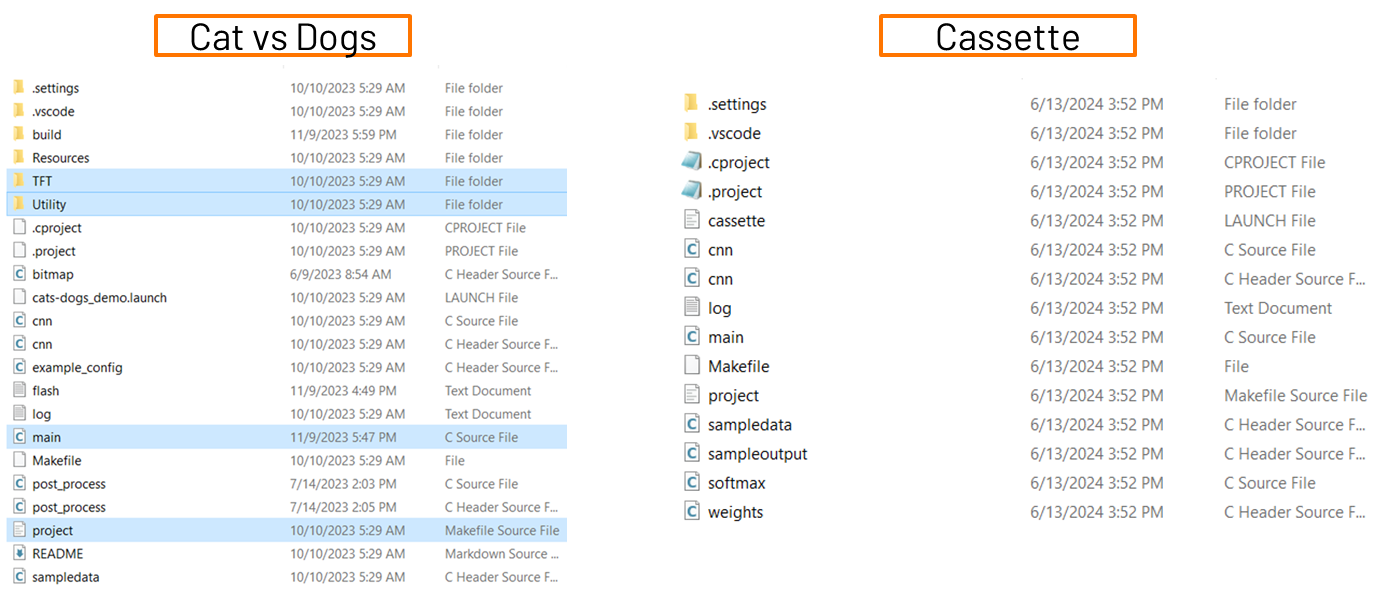 Cat vs Dogs
.settings 10/10/2023 5:29 AM File folder
.vscode 10/10/2023 5:29 AM File folder
build 11/9/2023 5:59 PM File folder
Resources 10/10/2023 5:29 AM File folder
TFT 10/10/2023 5:29 AM File folder
Utility 10/10/2023 5:29 AM File folder
.cproject 10/10/2023 5:29 AM CPROJECT File
.project 10/10/2023 5:29 AM PROJECT File
bitmap 6/9/2023 8:54 AM C Header Source F...
cats-dogs_demo.launch 10/10/2023 5:29 AM LAUNCH File
cnn 10/10/2023 5:29 AM C Source File
cnn 10/10/2023 5:29 AM C Header Source F...
example_config 10/10/2023 5:29 AM C Header Source F...
flash 11/9/2023 4:49 PM Text Document
log 10/10/2023 5:29 AM Text Document
main 11/9/2023 5:47 PM C Source File
Makefile 10/10/2023 5:29 AM File
post_process 7/14/2023 2:03 PM C Source File
post_process 7/14/2023 2:05 PM C Header Source F...
project 10/10/2023 5:29 AM Makefile Source File
README 10/10/2023 5:29 AM Markdown Source ...
sampledata 10/10/2023 5:29 AM C Header Source F...
Cassette
.settings 6/13/2024 3:52 PM File folder
.vscode 6/13/2024 3:52 PM File folder
.cproject 6/13/2024 3:52 PM CPROJECT File
.project 6/13/2024 3:52 PM PROJECT File
cassette 6/13/2024 3:52 PM LAUNCH File
cnn 6/13/2024 3:52 PM C Source File
cnn 6/13/2024 3:52 PM C Header Source F...
log 6/13/2024 3:52 PM Text Document
main 6/13/2024 3:52 PM C Source File
Makefile 6/13/2024 3:52 PM File
project 6/13/2024 3:52 PM Makefile Source File
sampledata 6/13/2024 3:52 PM C Header Source F...
sampleoutput 6/13/2024 3:52 PM C Header Source F...
softmax 6/13/2024 3:52 PM C Source File
weights 6/13/2024 3:52 PM C Header Source F...